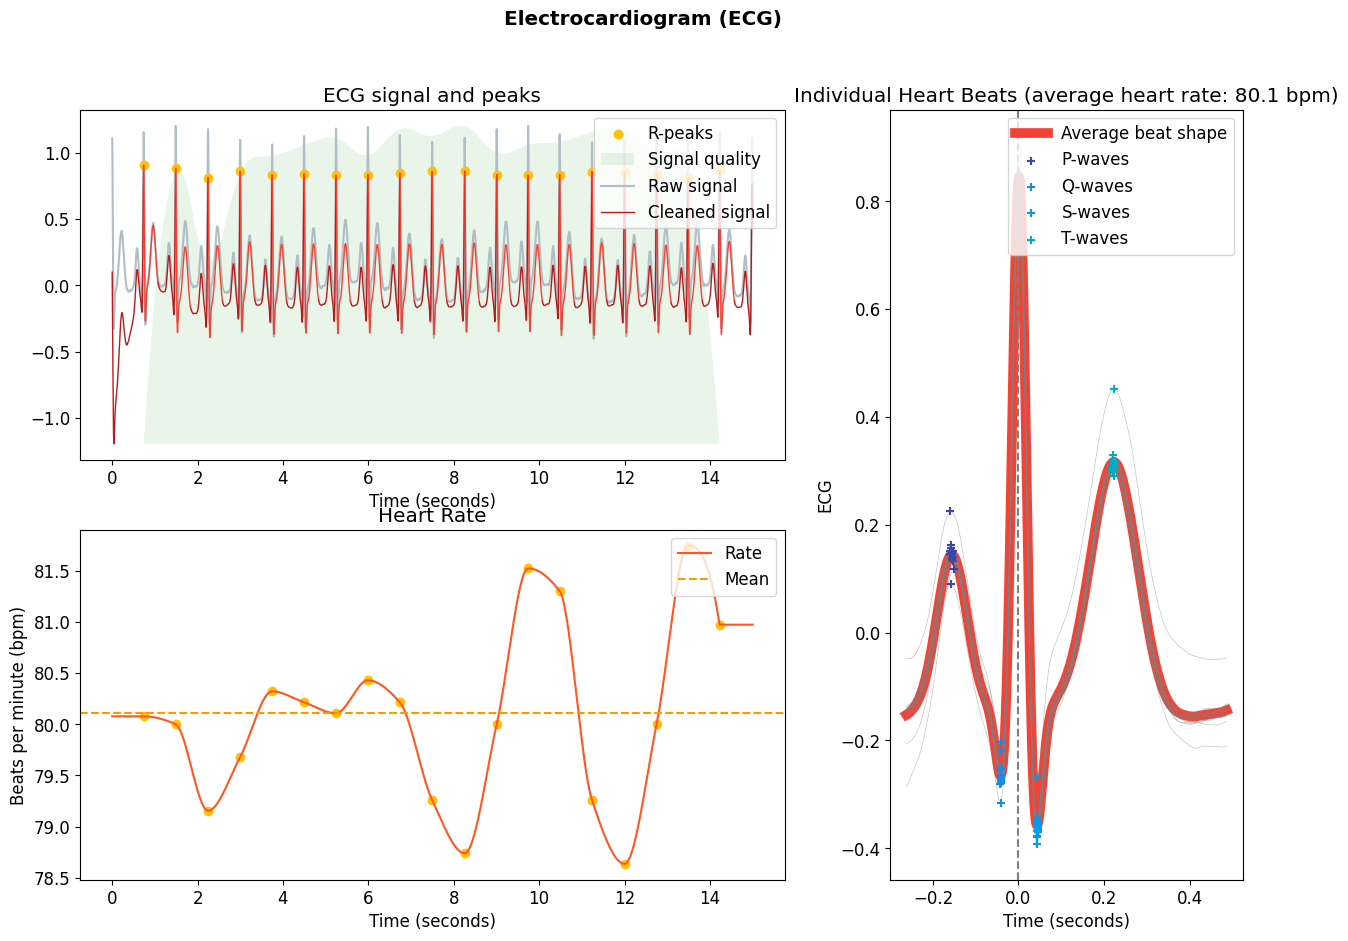 Electrocardiogram (ECG)
ECG signal and peaks
1.0
0.5
0.0
−0.5
−1.0
R-peaks
Signal quality
Raw signal
Cleaned signal
0 2 4 6 8 10 12 14
Time (seconds)
Heart Rate
Beats per minute (bpm)
81.5
81.0
80.5
80.0
79.5
79.0
78.5
Rate
Mean
0 2 4 6 8 10 12 14
Time (seconds)
Individual Heart Beats (average heart rate: 80.1 bpm)
ECG
0.8
0.6
0.4
0.2
0.0
−0.2
−0.4
Average beat shape
P-waves
Q-waves
S-waves
T-waves
−0.2 0.0 0.2 0.4
Time (seconds)